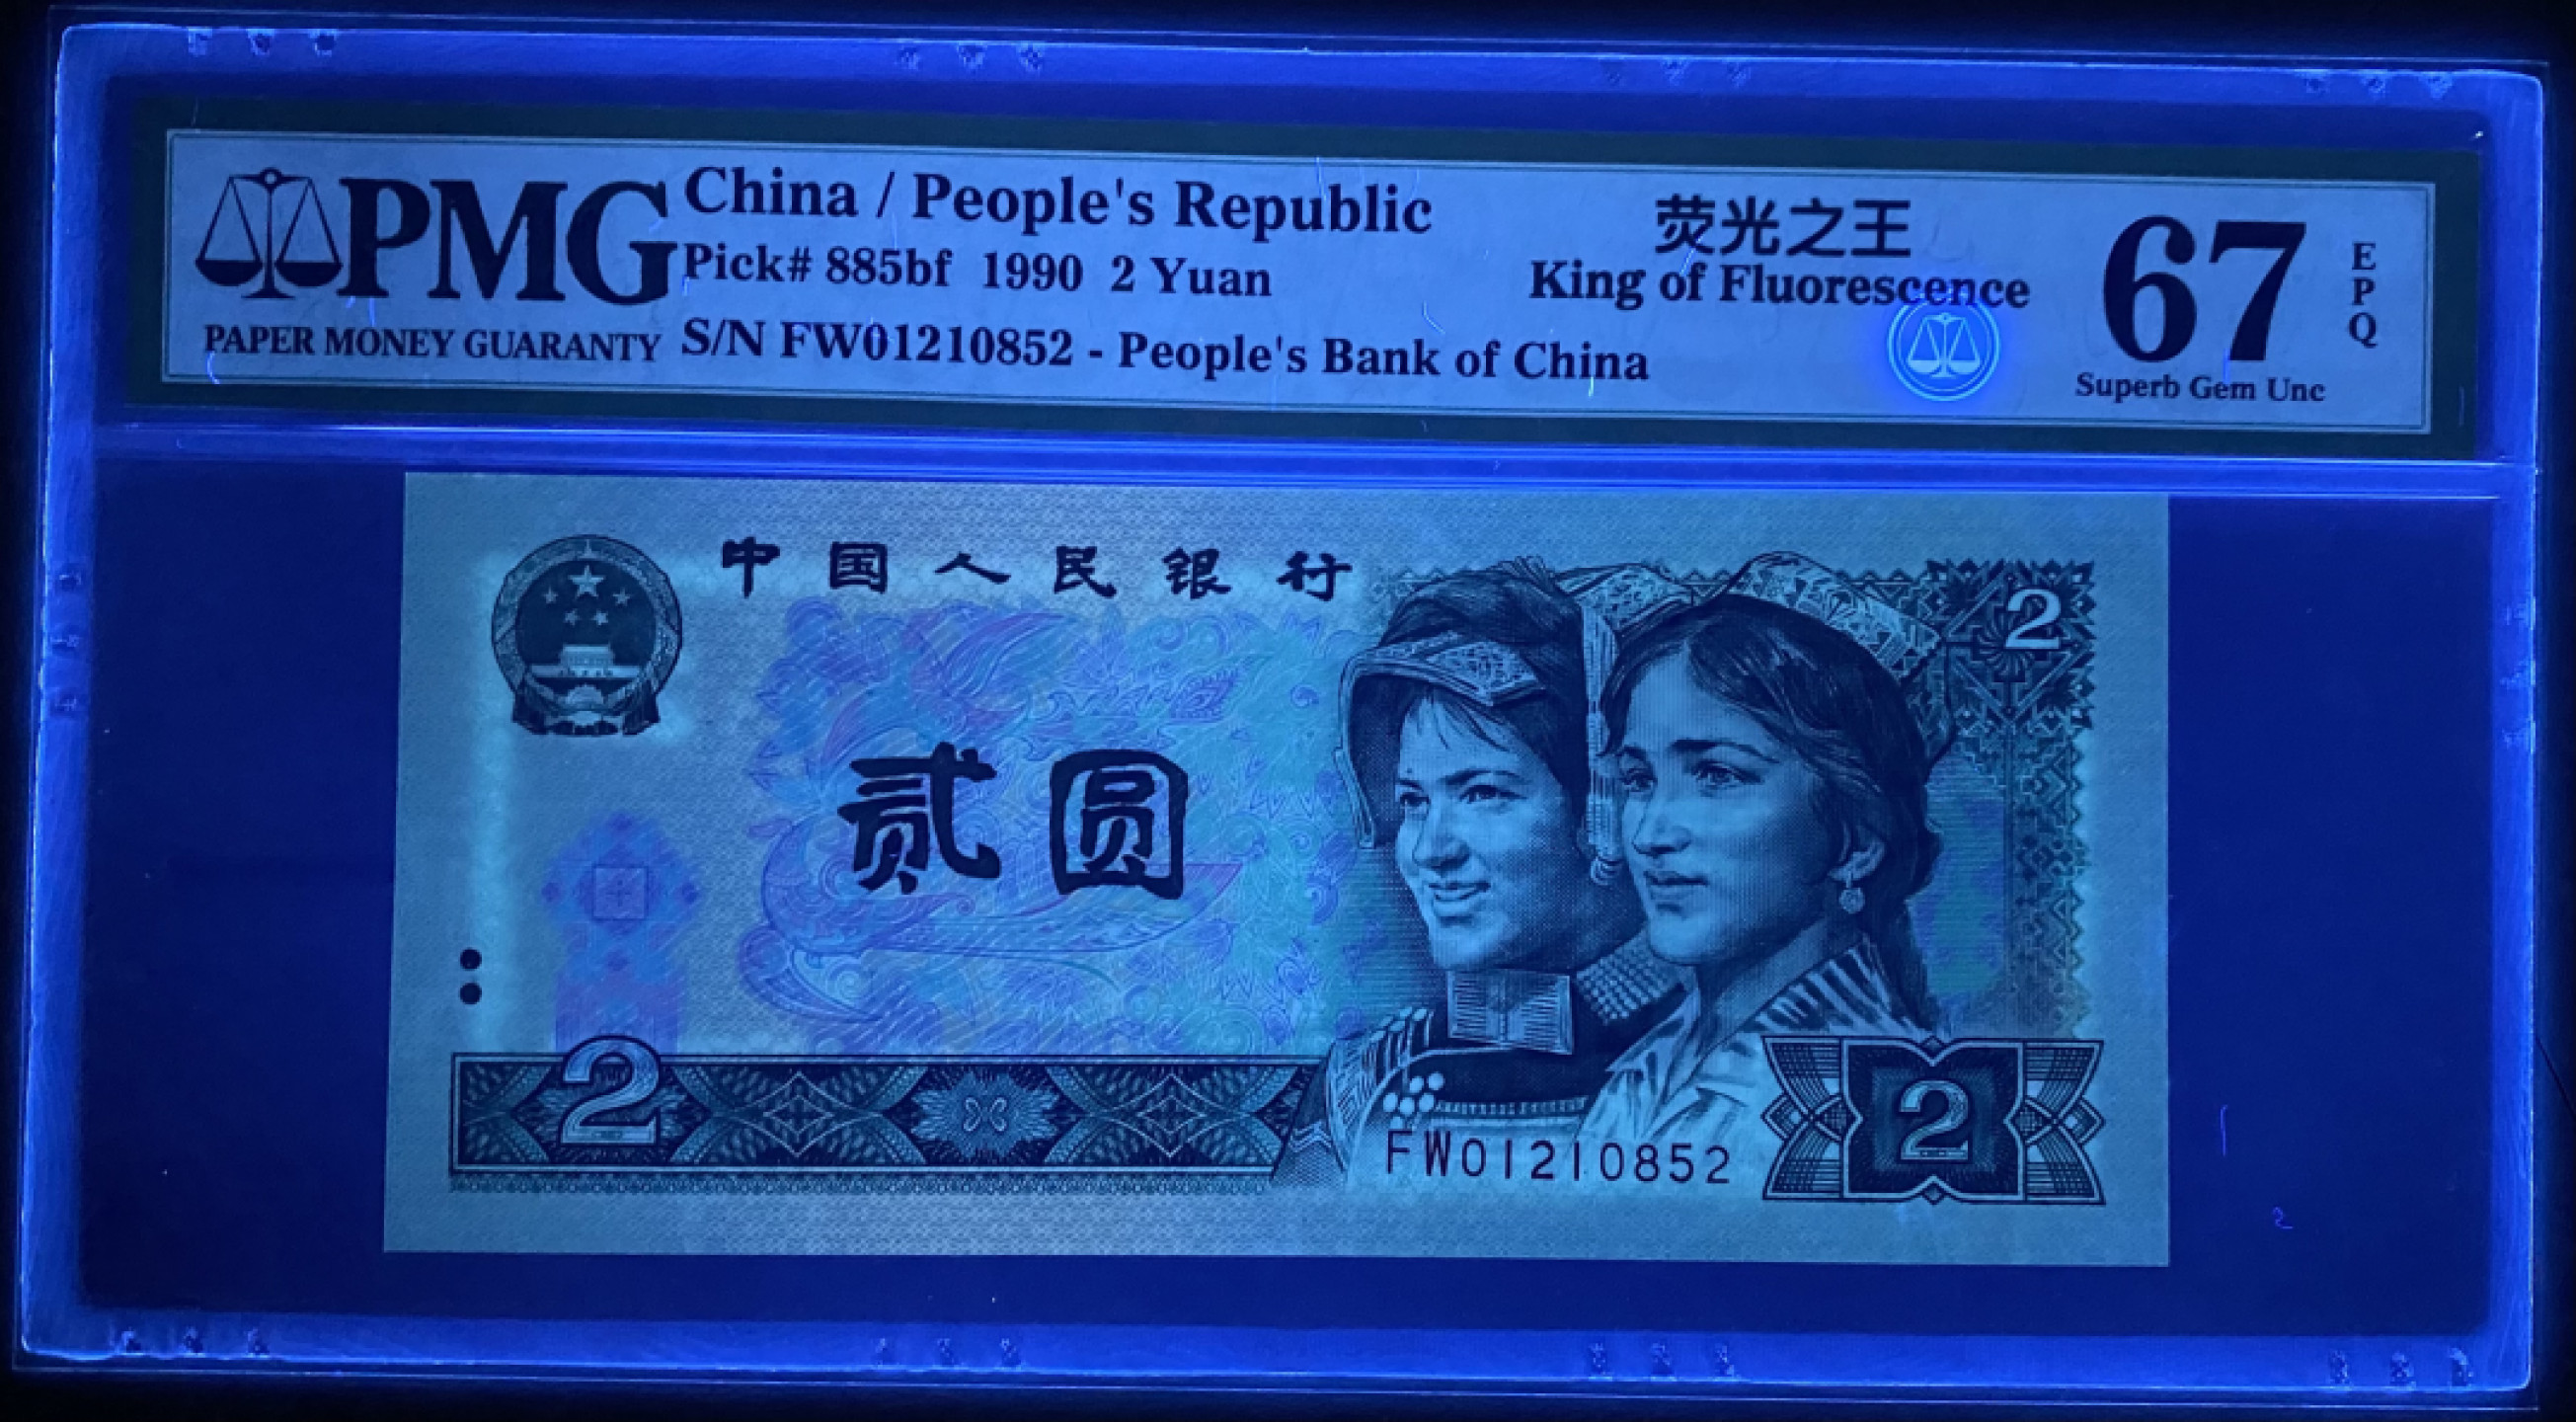 PMG
PAPER MONEY GUARANTY
China / People's Republic
Pick# 885bf 1990 2 Yuan
S/N FW01210852 - People's Bank of China
荧光之王
King of Fluorescence
67
EPQ
Superb Gem Unc
中国人民银行
2
贰圆
2
2
FW01210852